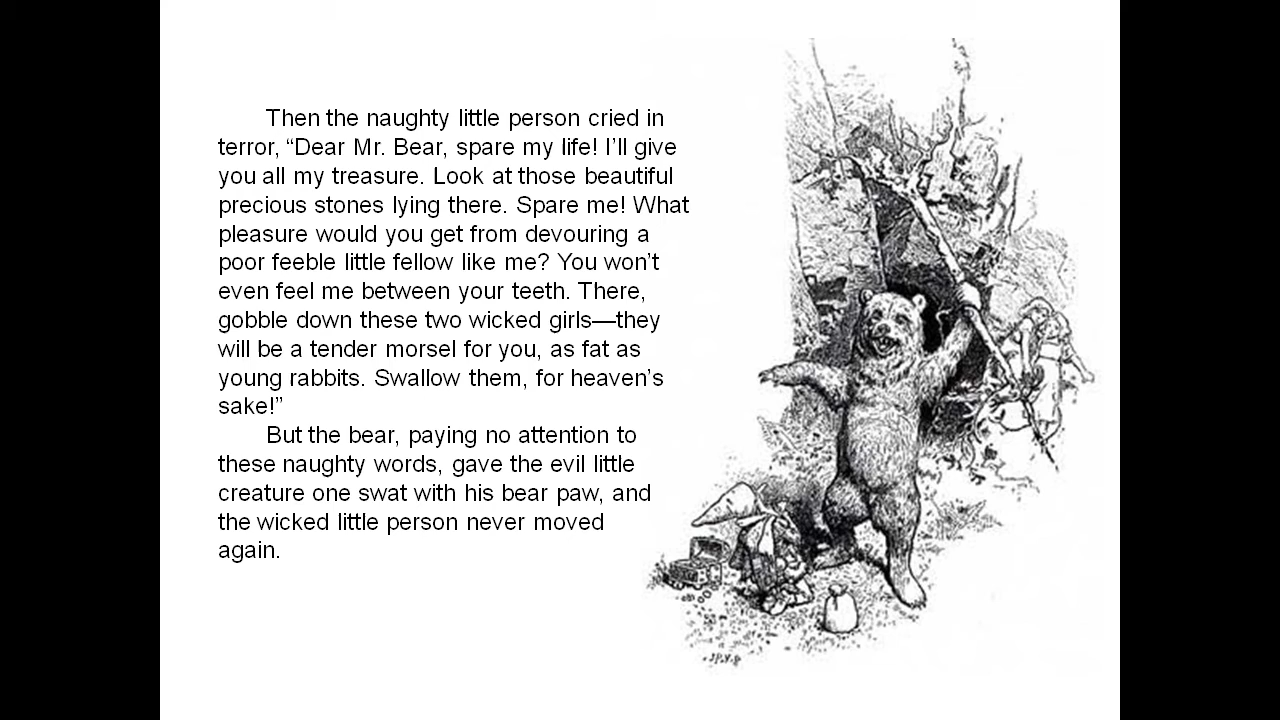 Then the naughty little person cried in
terror, “Dear Mr. Bear, spare my life! I’ll give
you all my treasure. Look at those beautiful
precious stones lying there. Spare me! What
pleasure would you get from devouring a
poor feeble little fellow like me? You won’t
even feel me between your teeth. There,
gobble down these two wicked girls—they
will be a tender morsel for you, as fat as
young rabbits. Swallow them, for heaven’s
sake!”
But the bear, paying no attention to
these naughty words, gave the evil little
creature one swat with his bear paw, and
the wicked little person never moved
again.